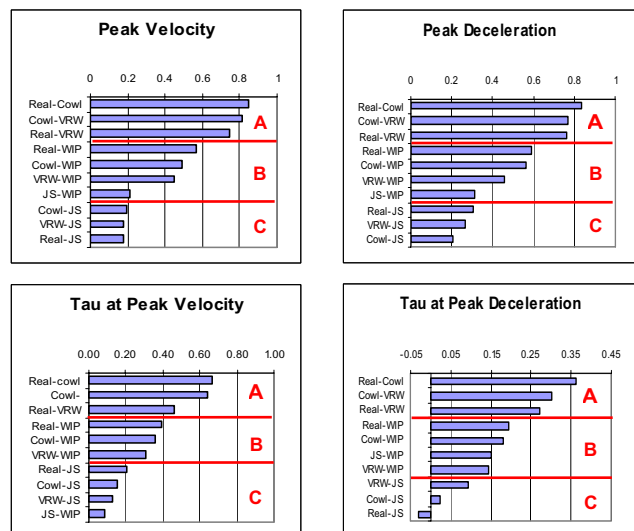 Peak Velocity
0 0.2 0.4 0.6 0.8 1
Real-Cowl
Cowl-VRW
Real-VRW
A
Real-WIP
Cowl-WIP
VRW-WIP
B
JS-WIP
Cowl-JS
VRW-JS
C
Real-JS
Peak Deceleration
0 0.2 0.4 0.6 0.8 1
Real-Cowl
Cowl-VRW
A
Real-VRW
Real-WIP
Cowl-WIP
B
VRW-WIP
JS-WIP
Real-JS
VRW-JS
C
Cowl-JS
Tau at Peak Velocity
0.00 0.20 0.40 0.60 0.80 1.00
Real-cowl
Cowl-
A
Real-VRW
Real-WIP
Cowl-WIP
B
VRW-WIP
Real-JS
Cowl-JS
VRW-JS
C
JS-WIP
Tau at Peak Deceleration
-0.05 0.05 0.15 0.25 0.35 0.45
Real-Cowl
Cowl-VRW
A
Real-VRW
Real-WIP
Cowl-WIP
B
JS-WIP
VRW-WIP
VRW-JS
Cowl-JS
C
Real-JS